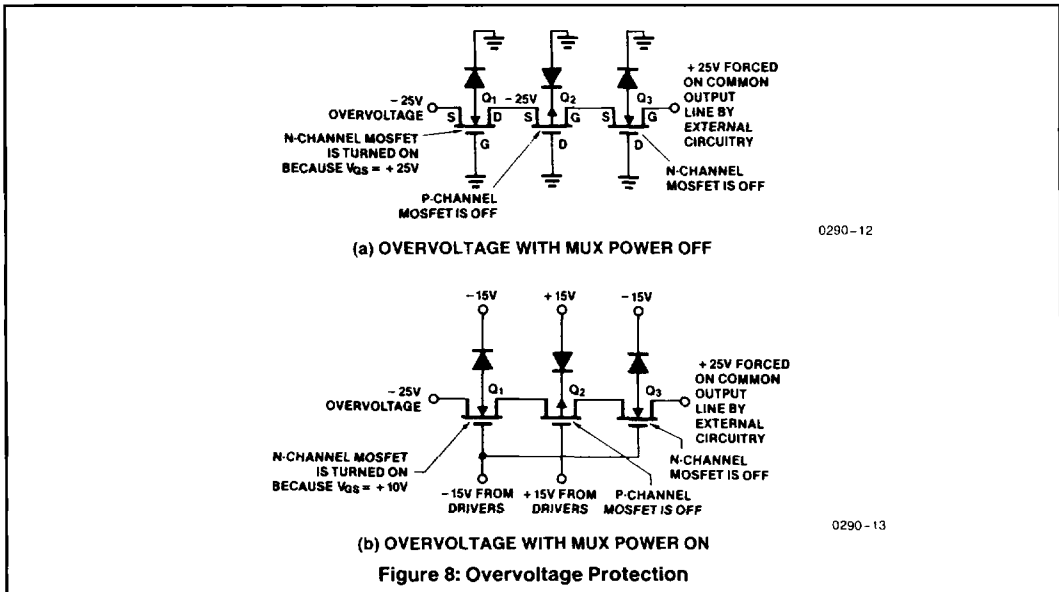 + 25V FORCED
ON COMMON
OUTPUT
LINE BY
EXTERNAL
CIRCUITRY
Q1
– 25V
Q2
Q3
– 25V
OVERVOLTAGE
S
D
S
G
S
G
G
D
D
N-CHANNEL MOSFET
IS TURNED ON
BECAUSE VGS = + 25V
P-CHANNEL
MOSFET IS OFF
N-CHANNEL
MOSFET IS OFF
0290–12
(a) OVERVOLTAGE WITH MUX POWER OFF
–15V
+15V
–15V
+ 25V FORCED
ON COMMON
OUTPUT
LINE BY
EXTERNAL
CIRCUITRY
Q1
Q2
Q3
– 25V
OVERVOLTAGE
N-CHANNEL MOSFET
IS TURNED ON
BECAUSE VGS = + 10V
–15V FROM
DRIVERS
+15V FROM
DRIVERS
P-CHANNEL
MOSFET IS OFF
N-CHANNEL
MOSFET IS OFF
0290–13
(b) OVERVOLTAGE WITH MUX POWER ON
Figure 8: Overvoltage Protection